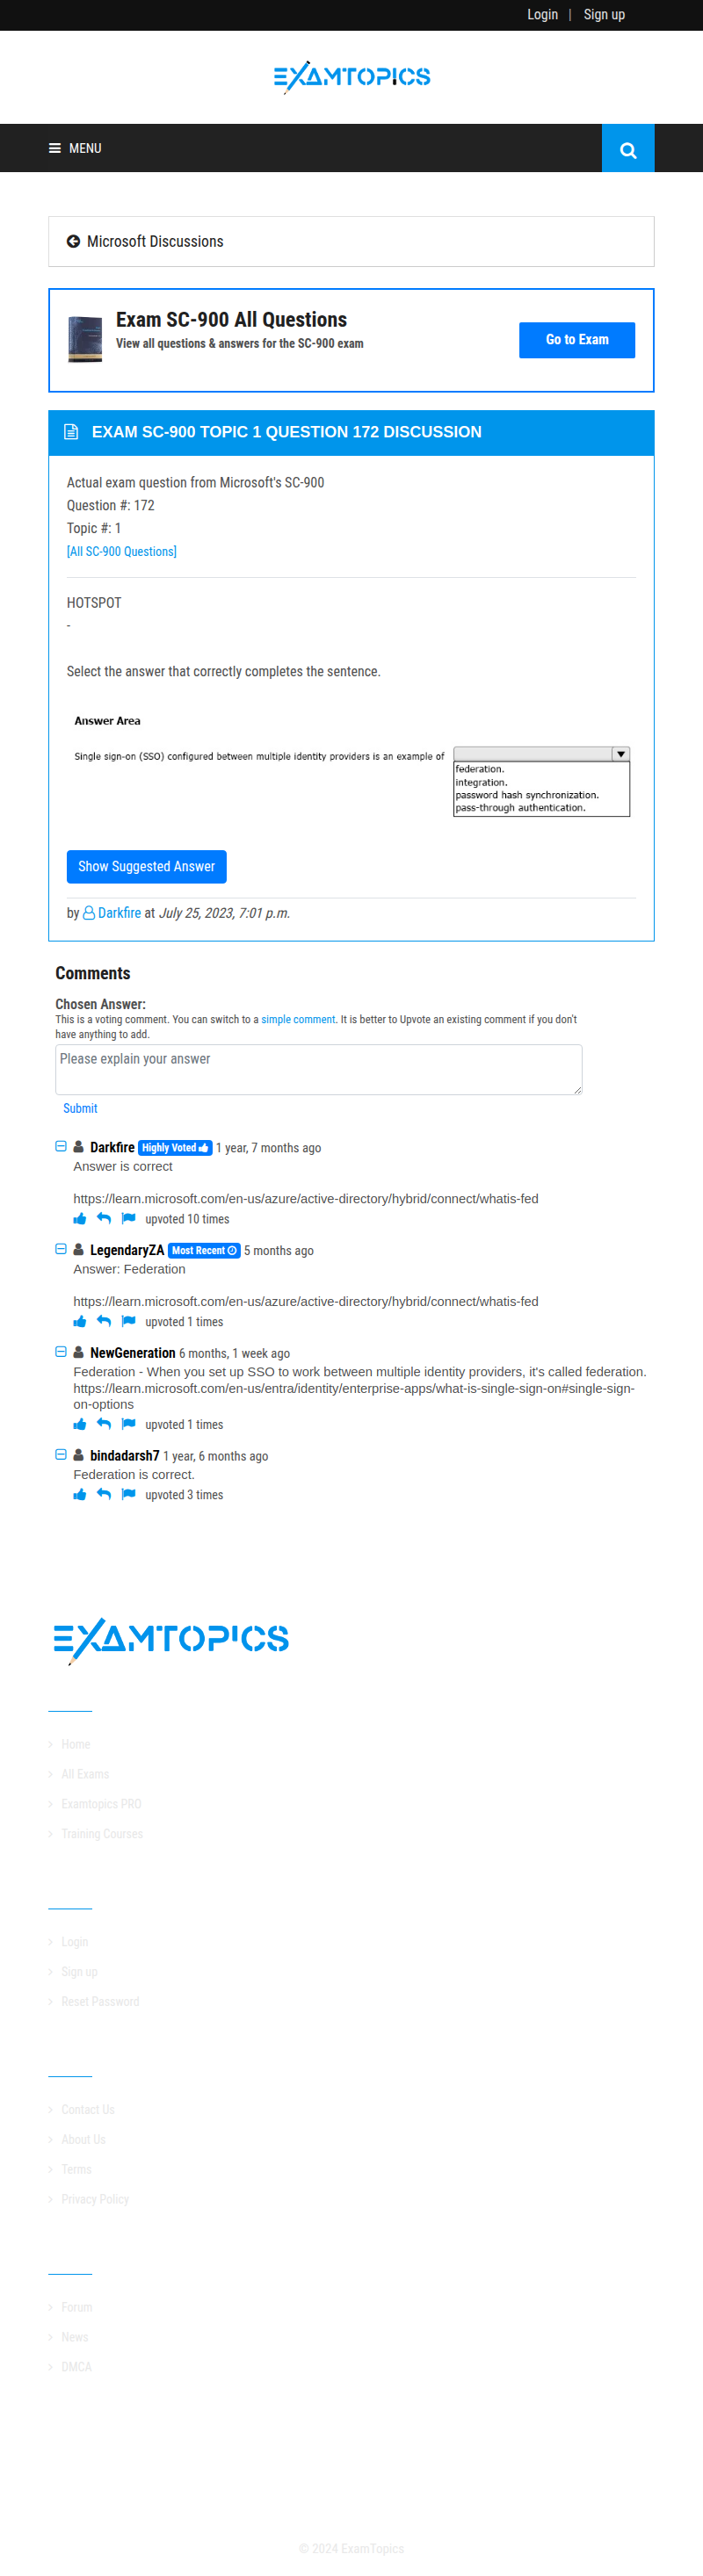 Login | Sign up
EXAMTOPICS
MENU
Microsoft Discussions
Exam SC-900 All Questions
View all questions & answers for the SC-900 exam
Go to Exam
EXAM SC-900 TOPIC 1 QUESTION 172 DISCUSSION
Actual exam question from Microsoft's SC-900
Question #: 172
Topic #: 1
[All SC-900 Questions]
HOTSPOT
-
Select the answer that correctly completes the sentence.
Answer Area
Single sign-on (SSO) configured between multiple identity providers is an example of
federation.
integration.
password hash synchronization.
pass-through authentication.
Show Suggested Answer
by Darkfire at July 25, 2023, 7:01 p.m.
Comments
Chosen Answer:
This is a voting comment. You can switch to a simple comment. It is better to Upvote an existing comment if you don't
have anything to add.
Please explain your answer
Submit
Darkfire Highly Voted 1 year, 7 months ago
Answer is correct
https://learn.microsoft.com/en-us/azure/active-directory/hybrid/connect/whatis-fed
upvoted 10 times
LegendaryZA Most Recent 5 months ago
Answer: Federation
https://learn.microsoft.com/en-us/azure/active-directory/hybrid/connect/whatis-fed
upvoted 1 times
NewGeneration 6 months, 1 week ago
Federation - When you set up SSO to work between multiple identity providers, it's called federation.
https://learn.microsoft.com/en-us/entra/identity/enterprise-apps/what-is-single-sign-on#single-sign-
on-options
upvoted 1 times
bindadarsh7 1 year, 6 months ago
Federation is correct.
upvoted 3 times
EXAMTOPICS
Home
All Exams
Examtopics PRO
Training Courses
Login
Sign up
Reset Password
Contact Us
About Us
Terms
Privacy Policy
Forum
News
DMCA
© 2024 ExamTopics